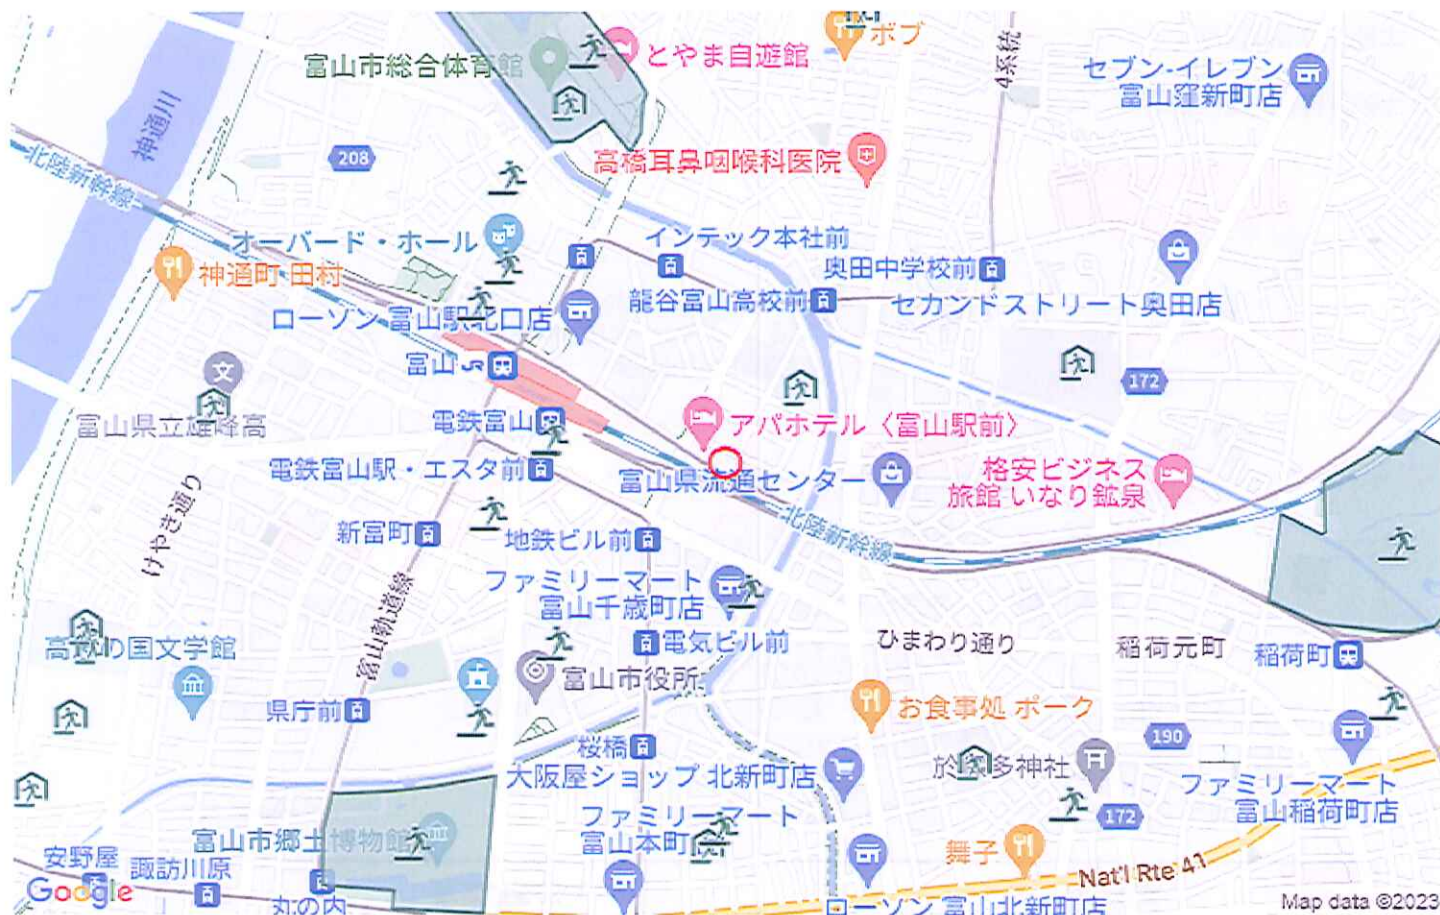 ボブ
富山市総合体育館
とやま自遊館
4系統
セブン-イレブン
富山窪新町店
神通川
北陸新幹線
208
高橋耳鼻咽喉科医院
オーバード・ホール
インテック本社前
神通町 田村
奥田中学校前
龍谷富山高校前
セカンドストリート奥田店
ローソン 富山駅北口店
富山
172
富山県立雄峰高
電鉄富山
アパホテル〈富山駅前〉
電鉄富山駅・エスタ前
富山県流通センター
格安ビジネス
旅館 いなり鉱泉
けやき通り
新富町
地鉄ビル前
北陸新幹線
ファミリーマート
富山千歳町店
富山軌道線
高志の国文学館
電気ビル前
ひまわり通り
稲荷元町
稲荷町
富山市役所
県庁前
お食事処 ポーク
桜橋
190
大阪屋ショップ 北新町店
於保多神社
ファミリーマート
富山稲荷町店
ファミリーマート
富山本町
172
富山市郷土博物館
舞子
安野屋
諏訪川原
Nat'l Rte 41
Google
丸の内
ローソン 富山北新町店
Map data ©2023